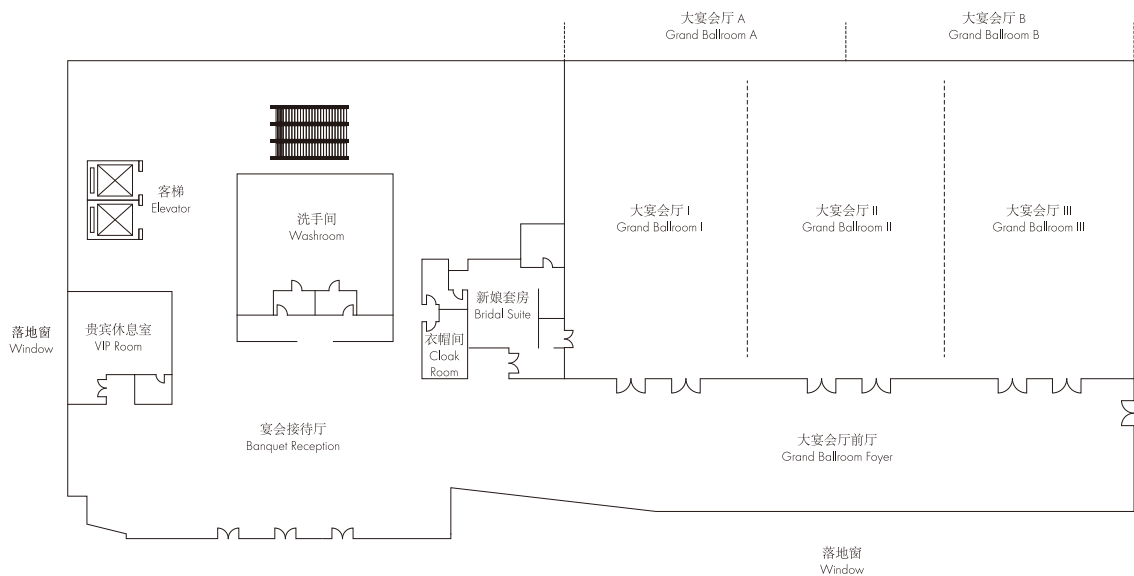 大宴会厅 A
Grand Ballroom A
大宴会厅 B
Grand Ballroom B
客梯
Elevator
洗手间
Washroom
大宴会厅 I
Grand Ballroom I
大宴会厅 II
Grand Ballroom II
大宴会厅 III
Grand Ballroom III
新娘套房
Bridal Suite
落地窗
Window
贵宾休息室
VIP Room
衣帽间
Cloak
Room
宴会接待厅
Banquet Reception
大宴会厅前厅
Grand Ballroom Foyer
落地窗
Window